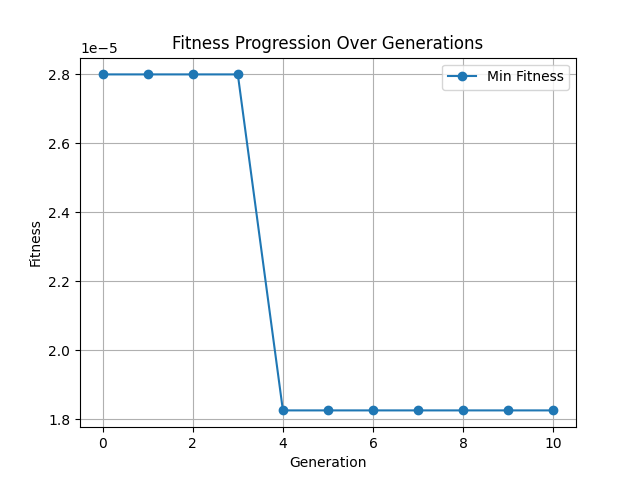 Fitness Progression Over Generations
1e−5
Min Fitness
2.8
2.6
2.4
2.2
2.0
1.8
Fitness
0 2 4 6 8 10
Generation